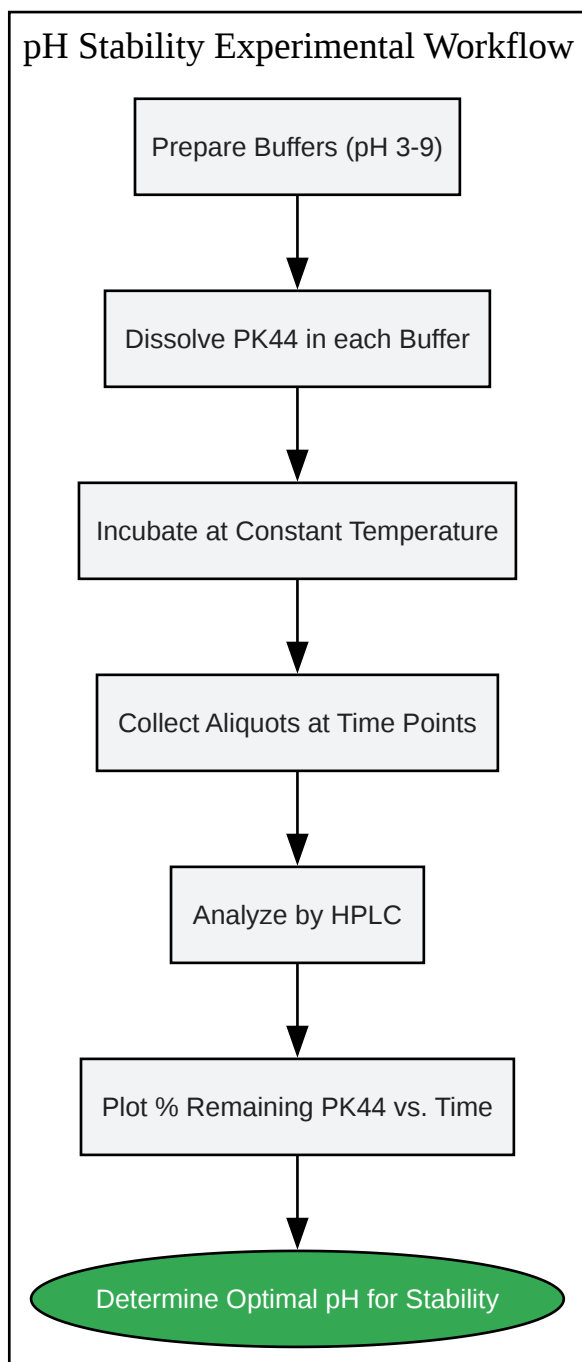 pH Stability Experimental Workflow
Prepare Buffers (pH 3-9)
Dissolve PK44 in each Buffer
Incubate at Constant Temperature
Collect Aliquots at Time Points
Analyze by HPLC
Plot % Remaining PK44 vs. Time
Determine Optimal pH for Stability